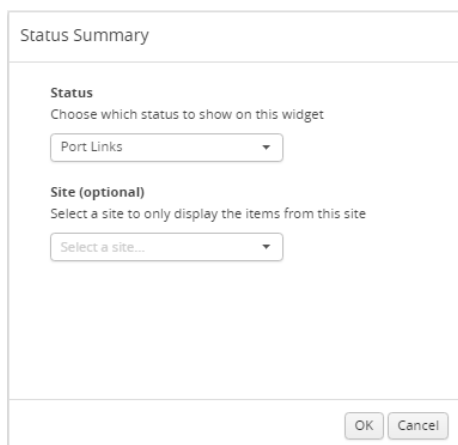 Status Summary
Status
Choose which status to show on this widget
Port Links
Site (optional)
Select a site to only display the items from this site
Select a site...
OK Cancel